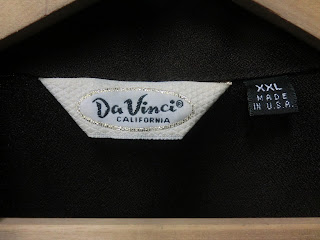 Da Vinci®
CALIFORNIA
XXL
MADE
IN U.S.A.